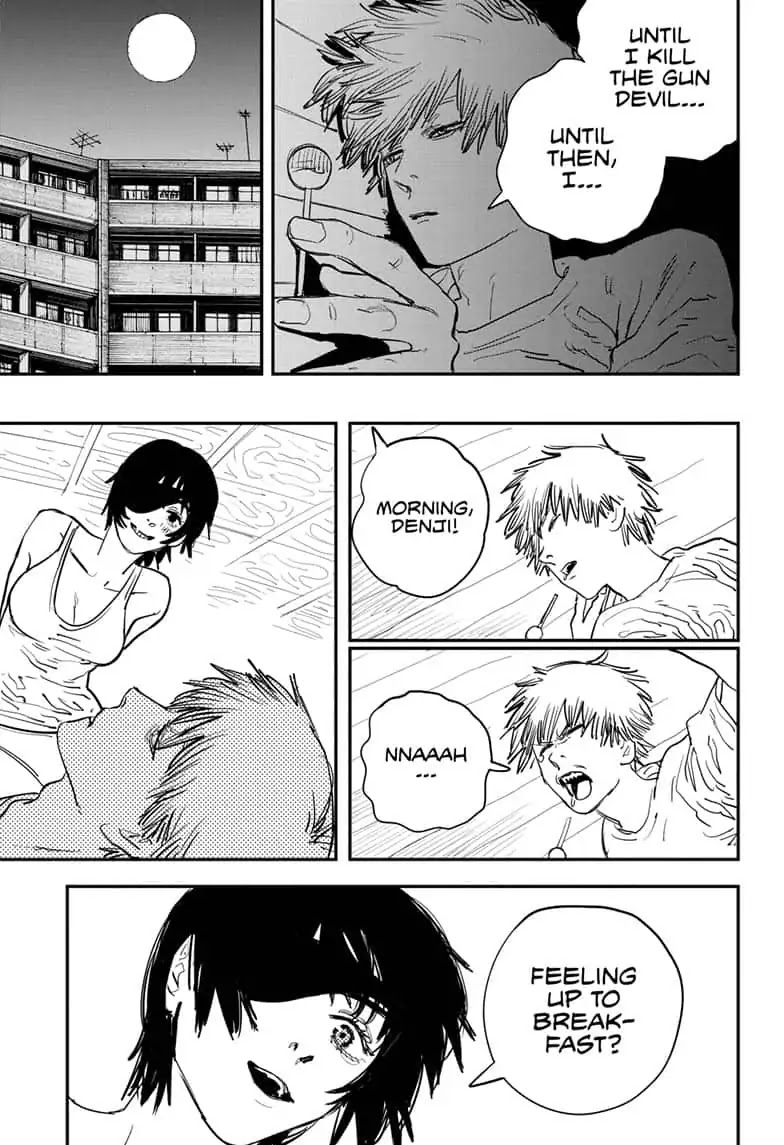 UNTIL
I KILL
THE GUN
DEVIL...
UNTIL
THEN,
I...
MORNING,
DENJI!
NNAAAH
...
FEELING
UP TO
BREAK-
FAST?